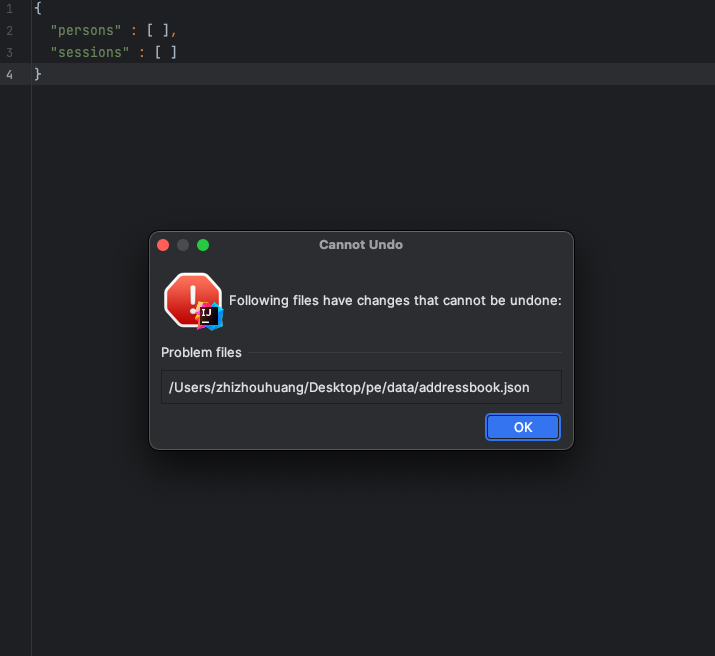 1 {
2 "persons" : [ ],
3 "sessions" : [ ]
4 }
Cannot Undo
IJ
Following files have changes that cannot be undone:
Problem files
/Users/zhizhouhuang/Desktop/pe/data/addressbook.json
OK